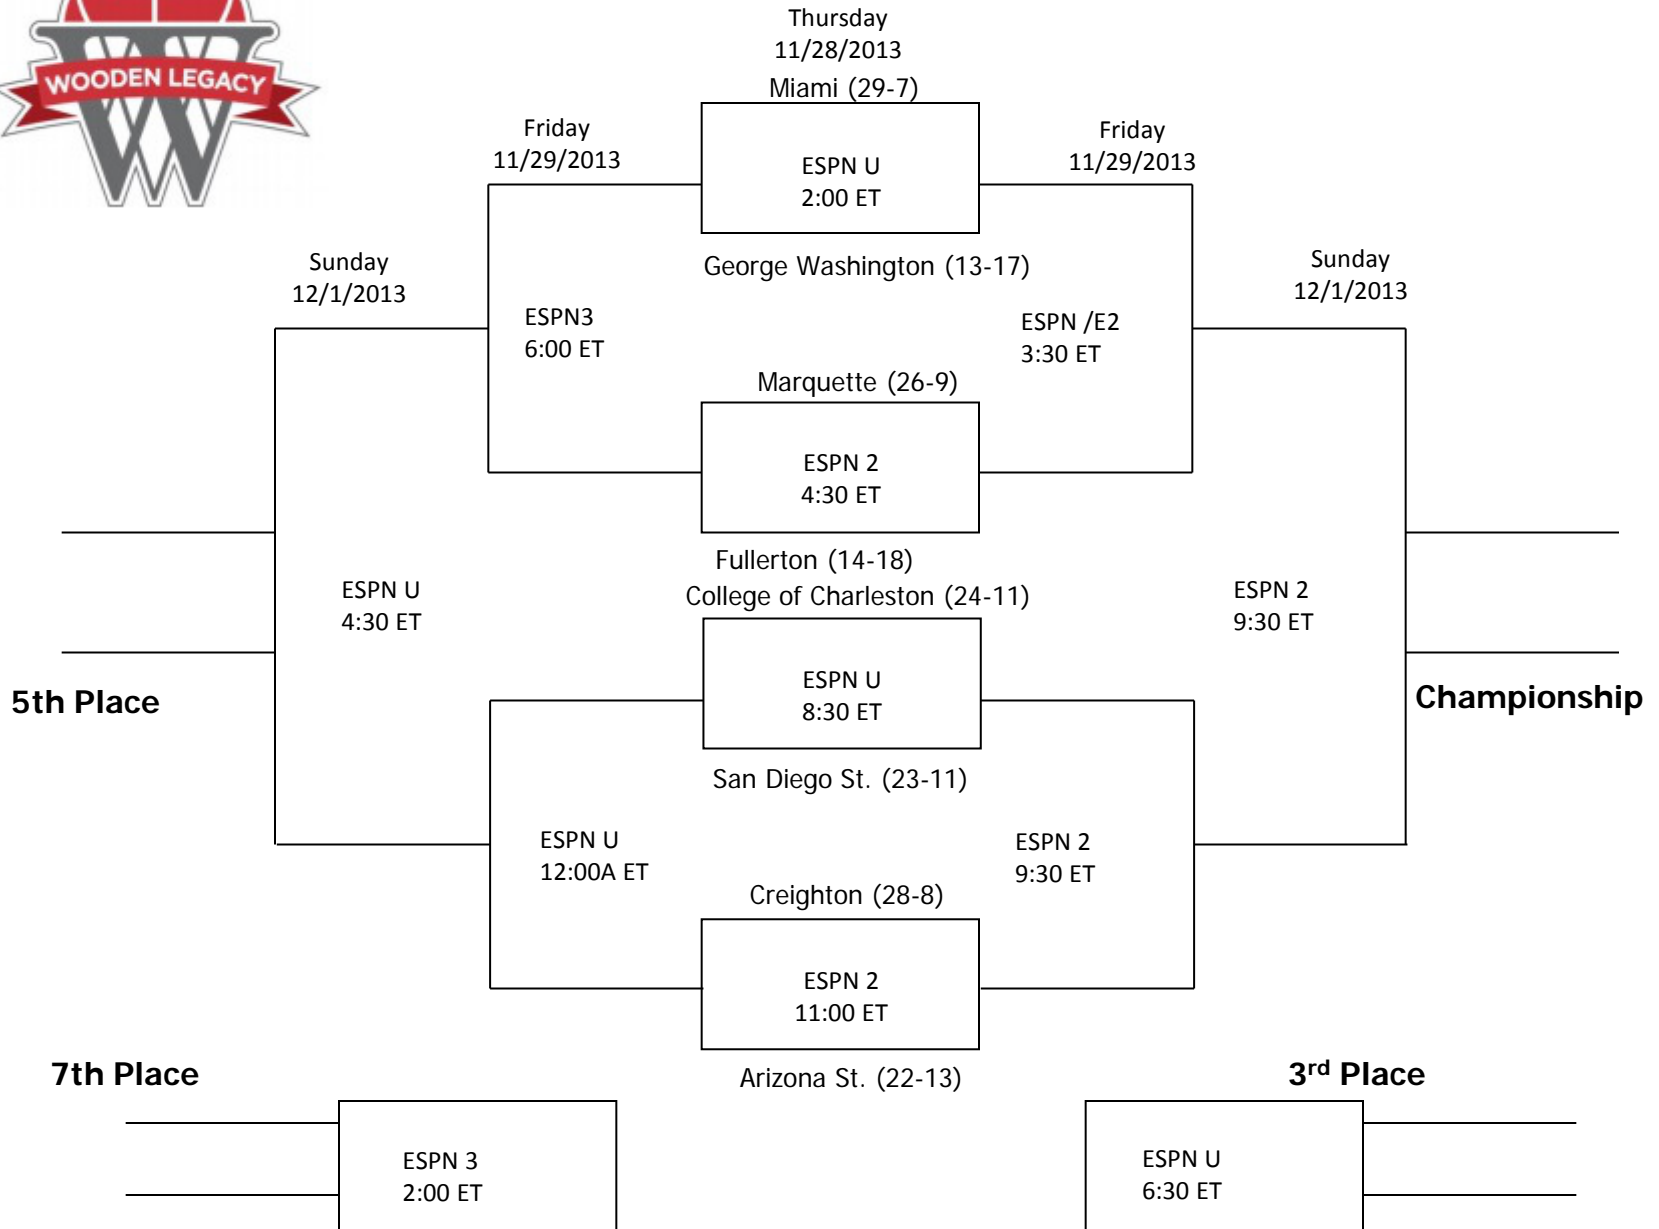 WOODEN LEGACY
Thursday
11/28/2013
Miami (29-7)
Friday
11/29/2013
Friday
11/29/2013
ESPN U
2:00 ET
George Washington (13-17)
Sunday
12/1/2013
Sunday
12/1/2013
ESPN3
6:00 ET
ESPN /E2
3:30 ET
Marquette (26-9)
ESPN 2
4:30 ET
Fullerton (14-18)
College of Charleston (24-11)
ESPN U
4:30 ET
ESPN 2
9:30 ET
ESPN U
8:30 ET
5th Place
Championship
San Diego St. (23-11)
ESPN U
12:00A ET
ESPN 2
9:30 ET
Creighton (28-8)
ESPN 2
11:00 ET
Arizona St. (22-13)
7th Place
3rd Place
ESPN 3
2:00 ET
ESPN U
6:30 ET